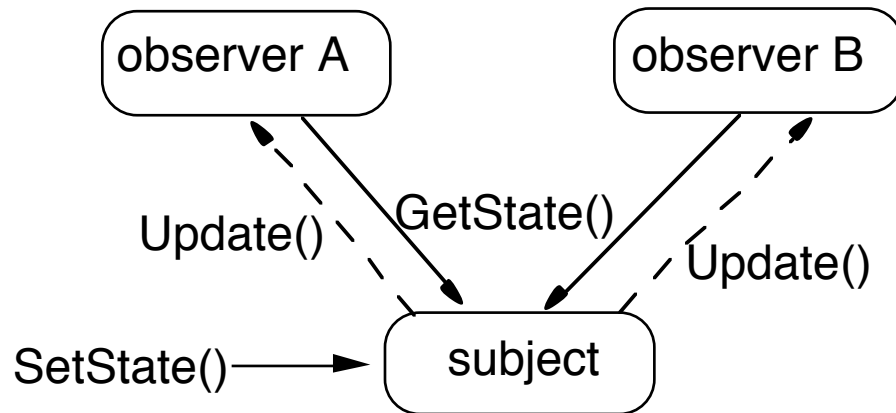 observer A
observer B
GetState()
Update()
Update()
SetState()
subject